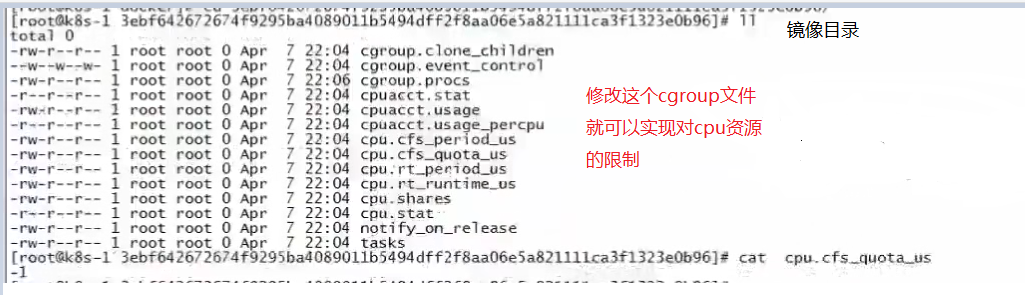 [root@k8s-1 3ebf642672674f9295ba4089011b5494dff2f8aa06e5a821111ca3f1323e0b96]# ll
镜像目录
total 0
-rw-r--r-- 1 root root 0 Apr 7 22:04 cgroup.clone_children
--w--w--w- 1 root root 0 Apr 7 22:04 cgroup.event_control
-rw-r--r-- 1 root root 0 Apr 7 22:06 cgroup.procs
-r--r--r-- 1 root root 0 Apr 7 22:04 cpuacct.stat
-rw-r--r-- 1 root root 0 Apr 7 22:04 cpuacct.usage
-r--r--r-- 1 root root 0 Apr 7 22:04 cpuacct.usage_percpu
-rw-r--r-- 1 root root 0 Apr 7 22:04 cpu.cfs_period_us
-rw-r--r-- 1 root root 0 Apr 7 22:04 cpu.cfs_quota_us
-rw-r--r-- 1 root root 0 Apr 7 22:04 cpu.rt_period_us
-rw-r--r-- 1 root root 0 Apr 7 22:04 cpu.rt_runtime_us
-rw-r--r-- 1 root root 0 Apr 7 22:04 cpu.shares
-r--r--r-- 1 root root 0 Apr 7 22:04 cpu.stat
-rw-r--r-- 1 root root 0 Apr 7 22:04 notify_on_release
-rw-r--r-- 1 root root 0 Apr 7 22:04 tasks
修改这个cgroup文件
就可以实现对cpu资源
的限制
[root@k8s-1 3ebf642672674f9295ba4089011b5494dff2f8aa06e5a821111ca3f1323e0b96]# cat cpu.cfs_quota_us
-1